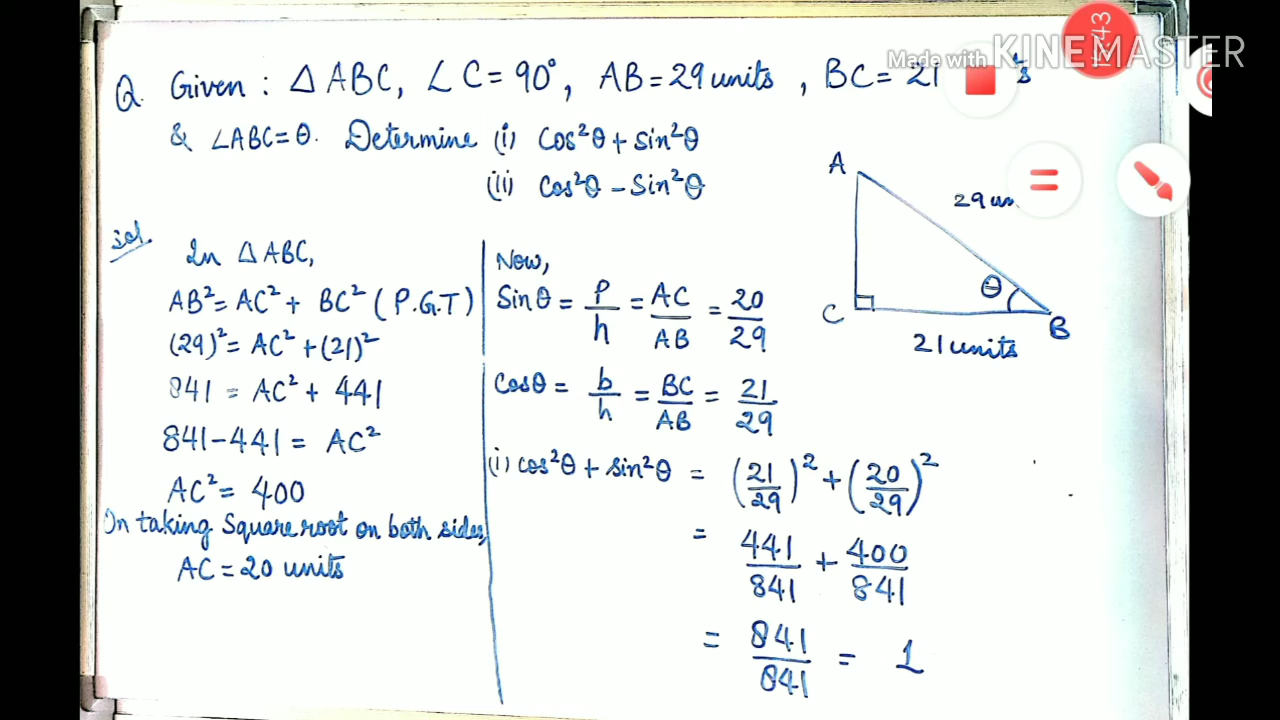 Made with KINEMASTER
Q. Given : △ABC, ∠C = 90°, AB = 29 units , BC = 21
& ∠ABC = θ. Determine (i) Cos²θ + Sin²θ
(ii) Cos²θ - Sin²θ
Sol.
In △ABC,
AB² = AC² + BC² (P.G.T)
(29)² = AC² + (21)²
841 = AC² + 441
841 - 441 = AC²
AC² = 400
On taking Square root on both sides,
AC = 20 units
Now,
Sin θ = P/h = AC/AB = 20/29
Cos θ = b/h = BC/AB = 21/29
(i) cos²θ + sin²θ = (21/29)² + (20/29)²
= 441/841 + 400/841
= 841/841 = 1
A
29
θ
C
B
21 units